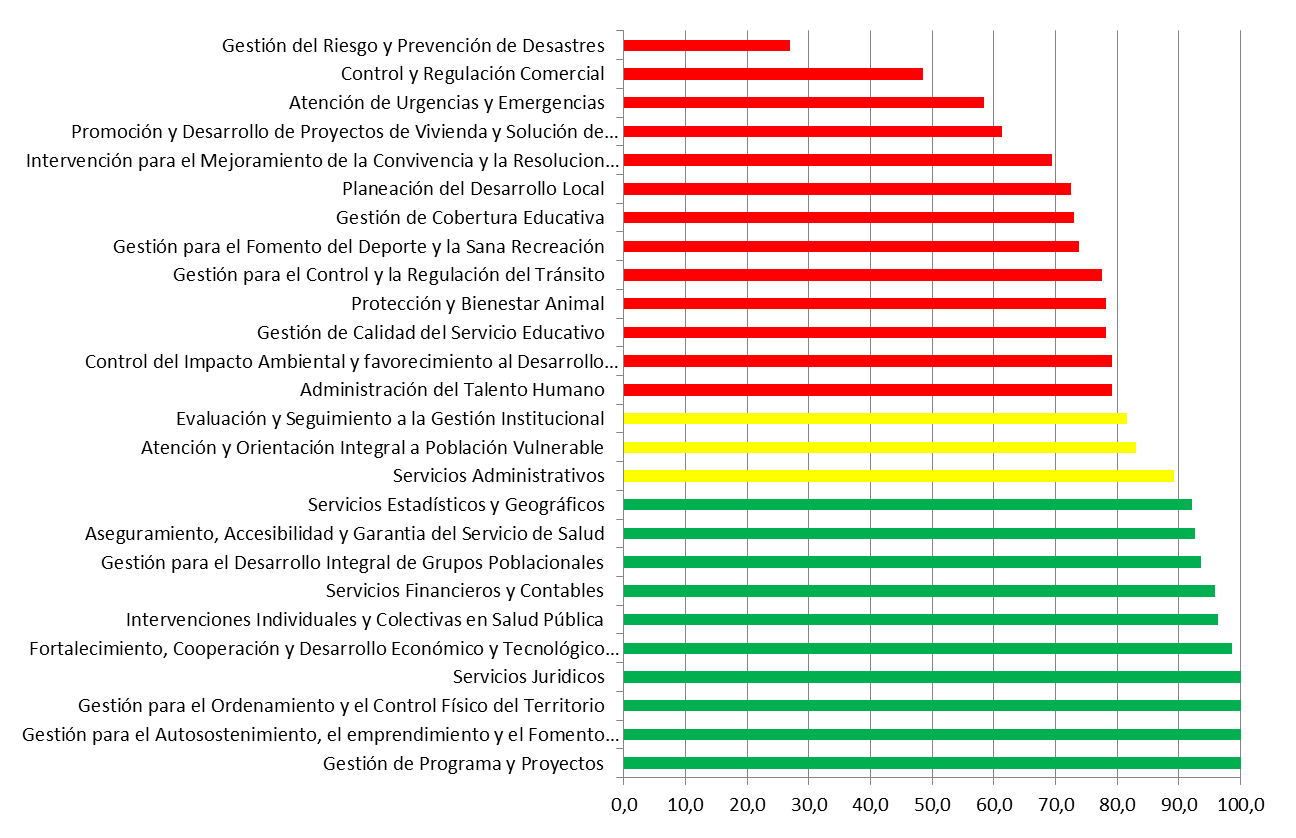 Gestión del Riesgo y Prevención de Desastres
Control y Regulación Comercial
Atención de Urgencias y Emergencias
Promoción y Desarrollo de Proyectos de Vivienda y Solución de...
Intervención para el Mejoramiento de la Convivencia y la Resolucion...
Planeación del Desarrollo Local
Gestión de Cobertura Educativa
Gestión para el Fomento del Deporte y la Sana Recreación
Gestión para el Control y la Regulación del Tránsito
Protección y Bienestar Animal
Gestión de Calidad del Servicio Educativo
Control del Impacto Ambiental y favorecimiento al Desarrollo...
Administración del Talento Humano
Evaluación y Seguimiento a la Gestión Institucional
Atención y Orientación Integral a Población Vulnerable
Servicios Administrativos
Servicios Estadísticos y Geográficos
Aseguramiento, Accesibilidad y Garantia del Servicio de Salud
Gestión para el Desarrollo Integral de Grupos Poblacionales
Servicios Financieros y Contables
Intervenciones Individuales y Colectivas en Salud Pública
Fortalecimiento, Cooperación y Desarrollo Económico y Tecnológico...
Servicios Juridicos
Gestión para el Ordenamiento y el Control Físico del Territorio
Gestión para el Autosostenimiento, el emprendimiento y el Fomento...
Gestión de Programa y Proyectos
0,0 10,0 20,0 30,0 40,0 50,0 60,0 70,0 80,0 90,0 100,0